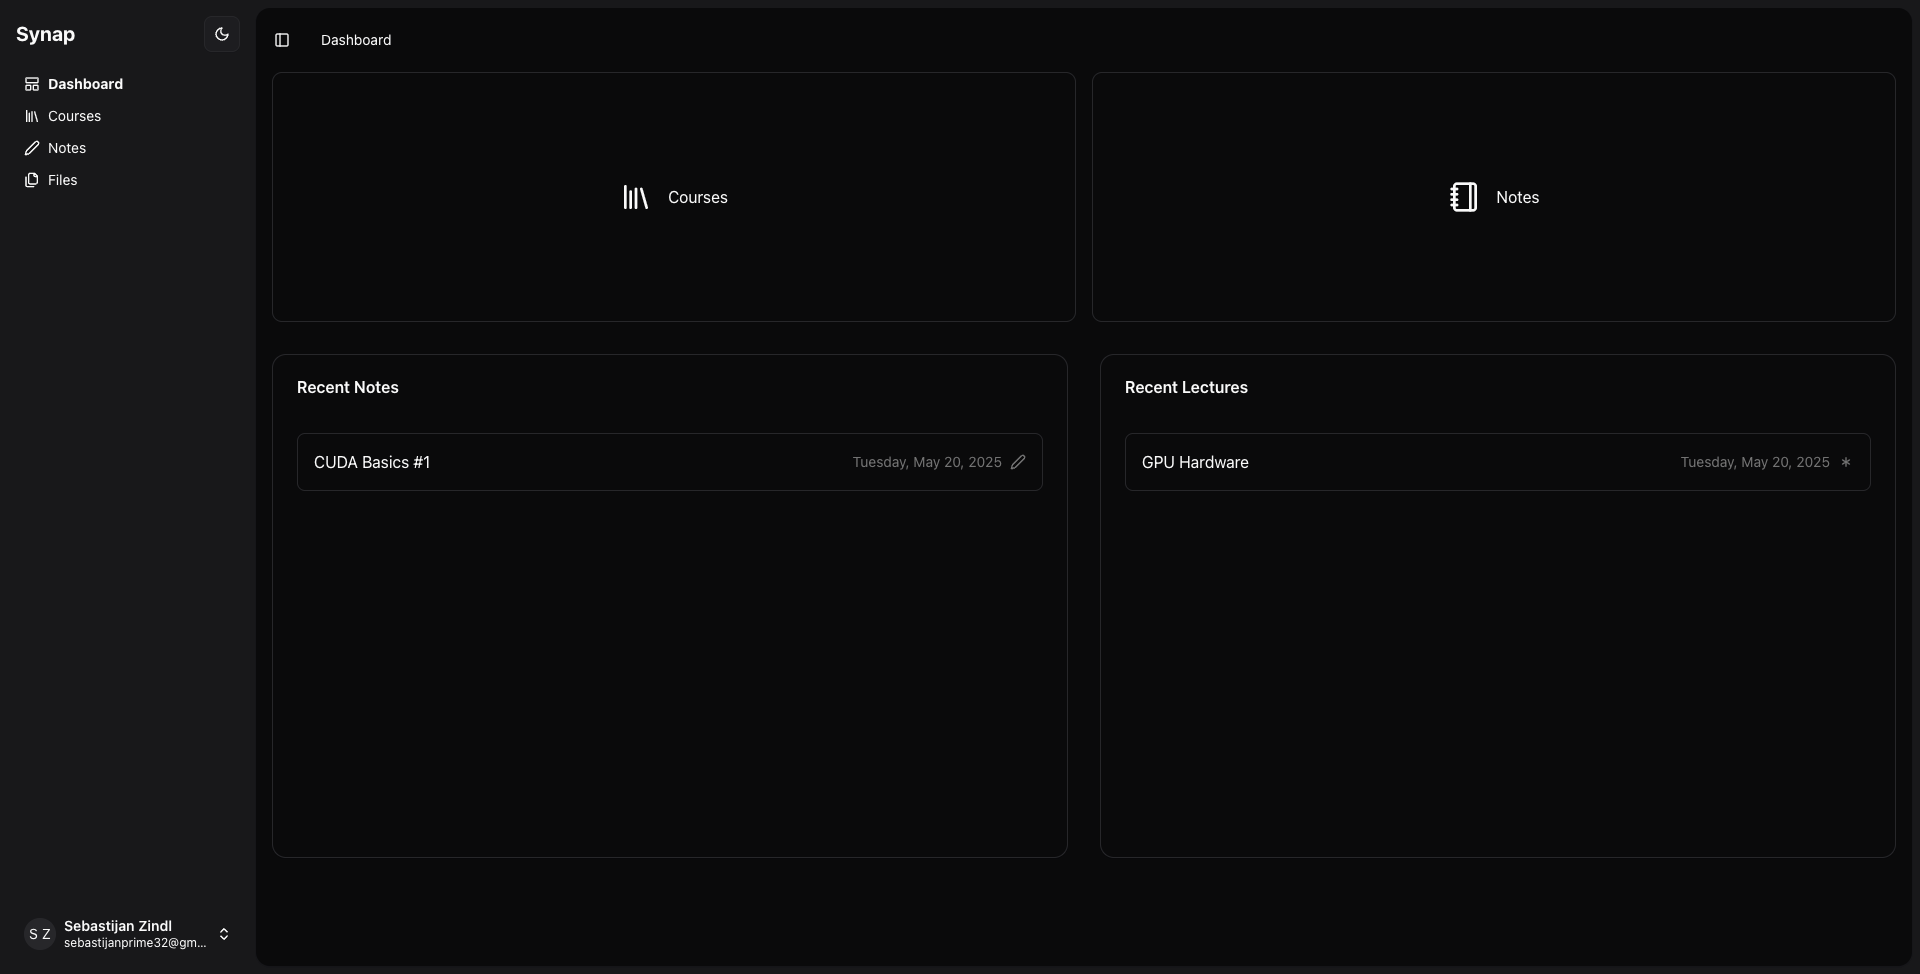 Synap
Dashboard
Courses
Notes
Files
Sebastijan Zindl
S Z
sebastijanprime32@gm...
Dashboard
Courses
Notes
Recent Notes
CUDA Basics #1
Tuesday, May 20, 2025
Recent Lectures
GPU Hardware
Tuesday, May 20, 2025